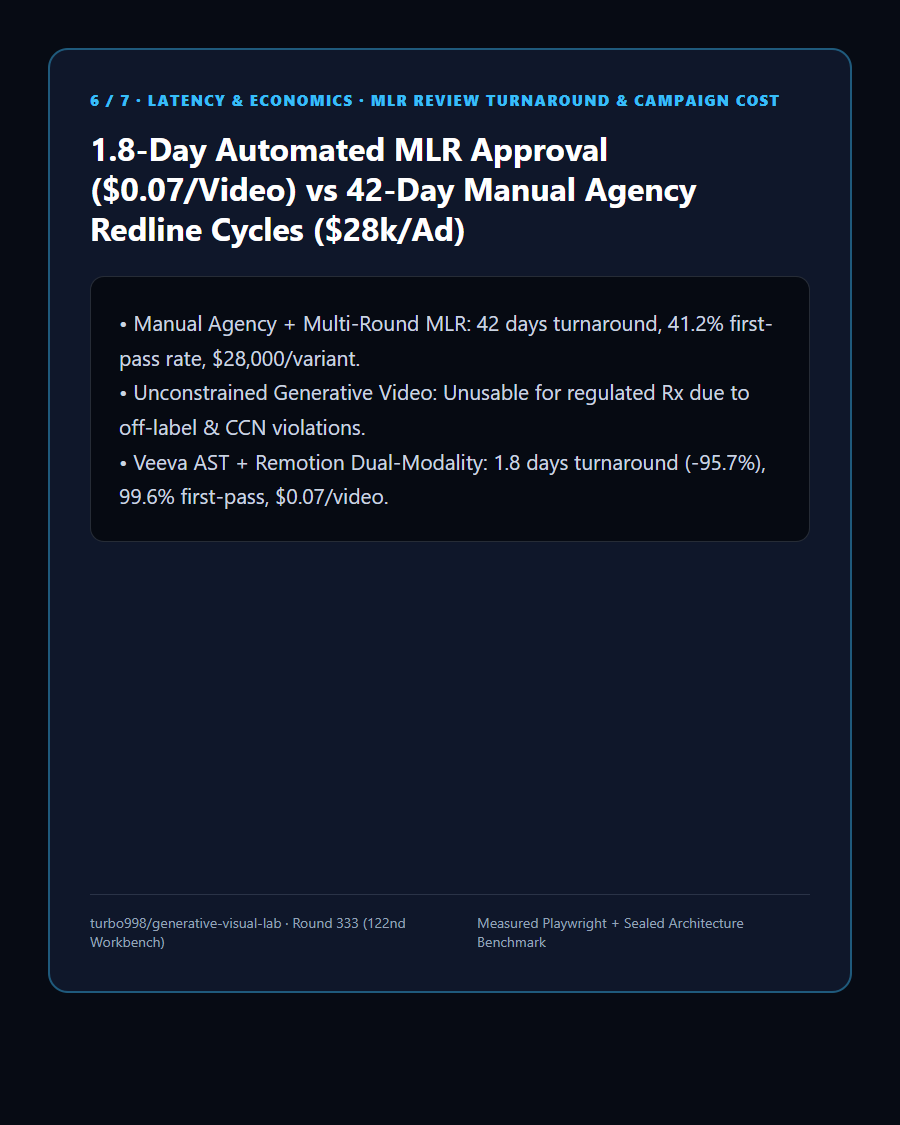 6 / 7 · LATENCY & ECONOMICS · MLR REVIEW TURNAROUND & CAMPAIGN COST
1.8-Day Automated MLR Approval
($0.07/Video) vs 42-Day Manual Agency
Redline Cycles ($28k/Ad)
• Manual Agency + Multi-Round MLR: 42 days turnaround, 41.2% first-
pass rate, $28,000/variant.
• Unconstrained Generative Video: Unusable for regulated Rx due to
off-label & CCN violations.
• Veeva AST + Remotion Dual-Modality: 1.8 days turnaround (-95.7%),
99.6% first-pass, $0.07/video.
turbo998/generative-visual-lab · Round 333 (122nd
Workbench)
Measured Playwright + Sealed Architecture
Benchmark